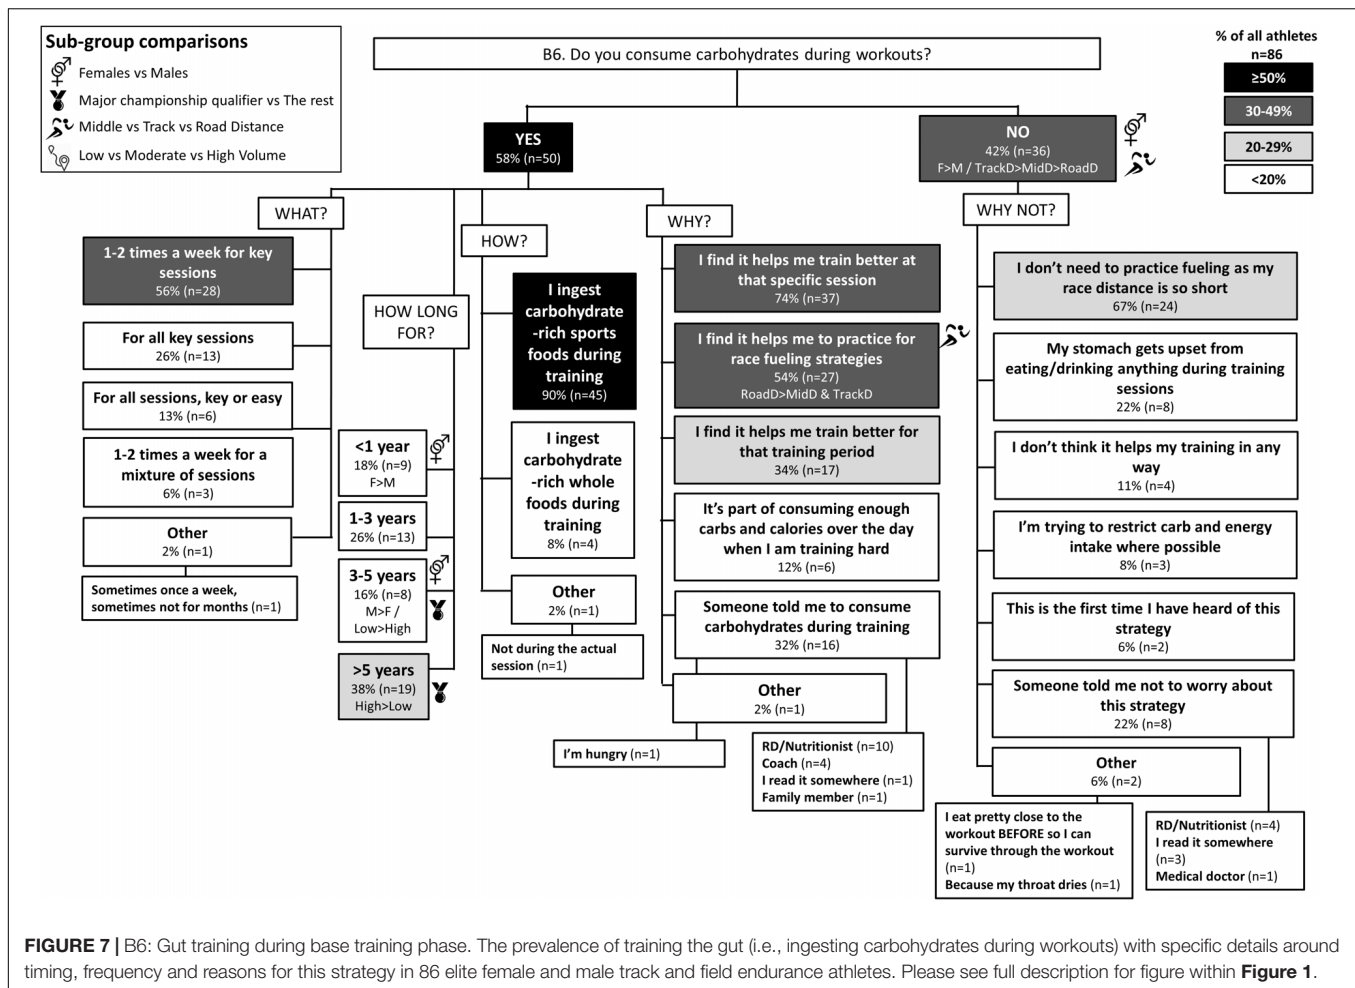 Sub-group comparisons
Females vs Males
Major championship qualifier vs The rest
Middle vs Track vs Road Distance
Low vs Moderate vs High Volume
B6. Do you consume carbohydrates during workouts?
% of all athletes
n=86
≥50%
30-49%
20-29%
<20%
YES
58% (n=50)
NO
42% (n=36)
F>M / TrackD>MidD>RoadD
WHAT?
1-2 times a week for key
sessions
56% (n=28)
For all key sessions
26% (n=13)
For all sessions, key or easy
13% (n=6)
1-2 times a week for a
mixture of sessions
6% (n=3)
Other
2% (n=1)
Sometimes once a week,
sometimes not for months (n=1)
HOW LONG
FOR?
<1 year
18% (n=9)
F>M
1-3 years
26% (n=13)
3-5 years
16% (n=8)
M>F /
Low>High
>5 years
38% (n=19)
High>Low
HOW?
I ingest
carbohydrate
-rich sports
foods during
training
90% (n=45)
I ingest
carbohydrate
-rich whole
foods during
training
8% (n=4)
Other
2% (n=1)
Not during the actual
session (n=1)
WHY?
I find it helps me train better at
that specific session
74% (n=37)
I find it helps me to practice for
race fueling strategies
54% (n=27)
RoadD>MidD & TrackD
I find it helps me train better for
that training period
34% (n=17)
It's part of consuming enough
carbs and calories over the day
when I am training hard
12% (n=6)
Someone told me to consume
carbohydrates during training
32% (n=16)
Other
2% (n=1)
I'm hungry (n=1)
RD/Nutritionist (n=10)
Coach (n=4)
I read it somewhere (n=1)
Family member (n=1)
WHY NOT?
I don't need to practice fueling as my
race distance is so short
67% (n=24)
My stomach gets upset from
eating/drinking anything during training
sessions
22% (n=8)
I don't think it helps my training in any
way
11% (n=4)
I'm trying to restrict carb and energy
intake where possible
8% (n=3)
This is the first time I have heard of this
strategy
6% (n=2)
Someone told me not to worry about
this strategy
22% (n=8)
Other
6% (n=2)
I eat pretty close to the
workout BEFORE so I can
survive through the workout
(n=1)
Because my throat dries (n=1)
RD/Nutritionist (n=4)
I read it somewhere
(n=3)
Medical doctor (n=1)
FIGURE 7 | B6: Gut training during base training phase. The prevalence of training the gut (i.e., ingesting carbohydrates during workouts) with specific details around
timing, frequency and reasons for this strategy in 86 elite female and male track and field endurance athletes. Please see full description for figure within Figure 1.